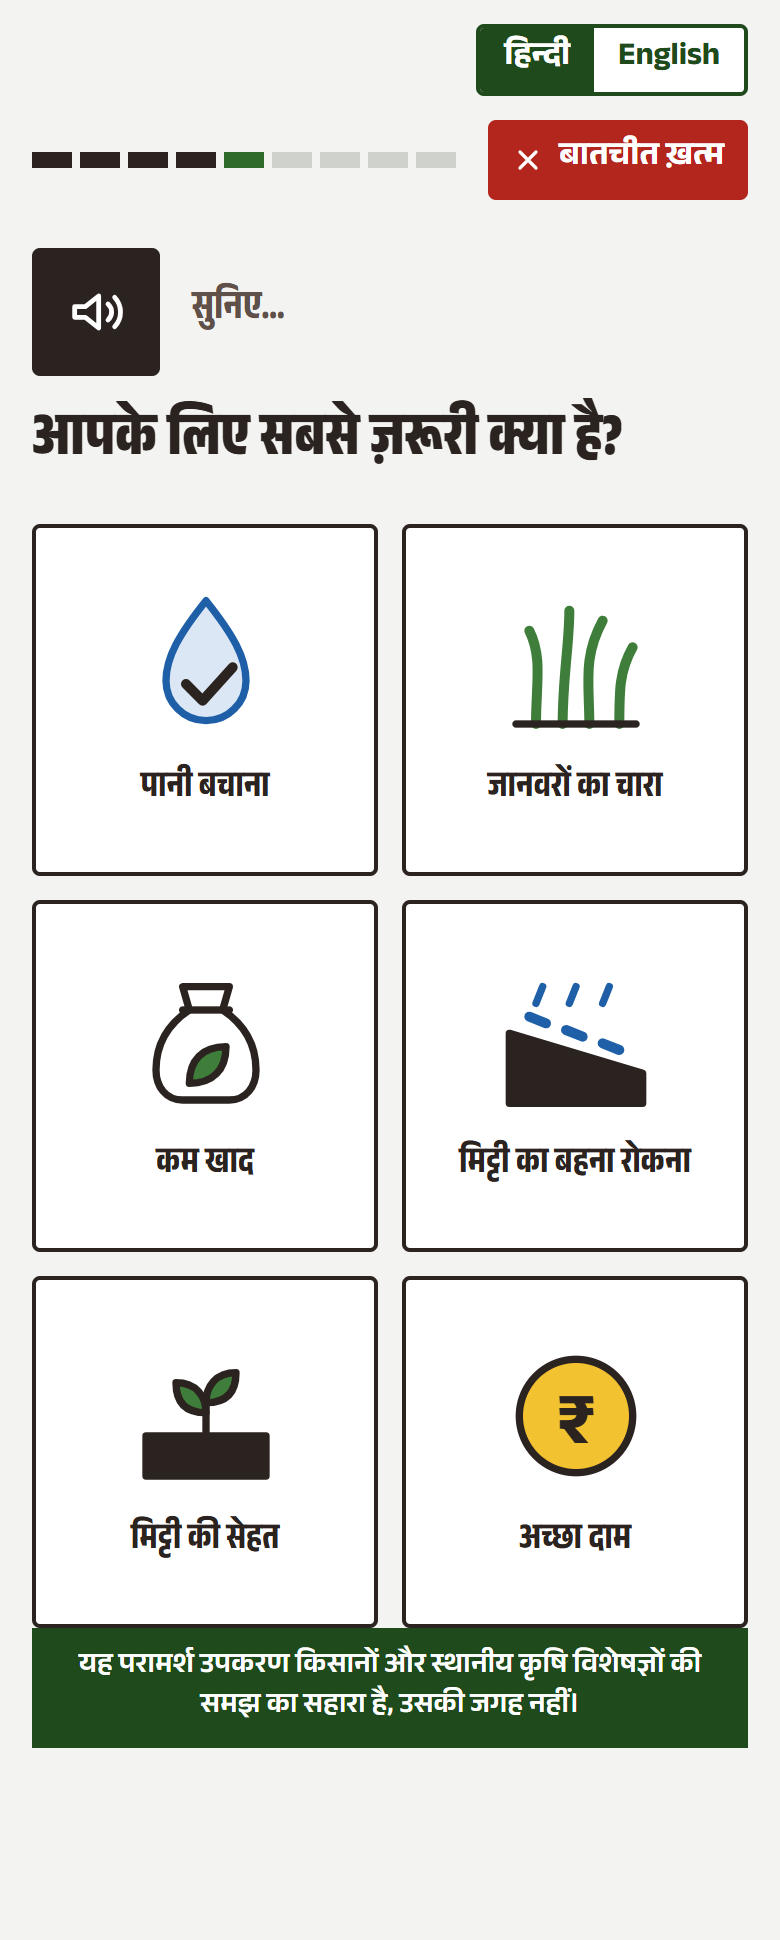 हिन्दी English
बातचीत ख़त्म
सुनिए...
आपके लिए सबसे ज़रूरी क्या है?
पानी बचाना
जानवरों का चारा
कम खाद
मिट्टी का बहना रोकना
मिट्टी की सेहत
₹
अच्छा दाम
यह परामर्श उपकरण किसानों और स्थानीय कृषि विशेषज्ञों की
समझ का सहारा है, उसकी जगह नहीं।